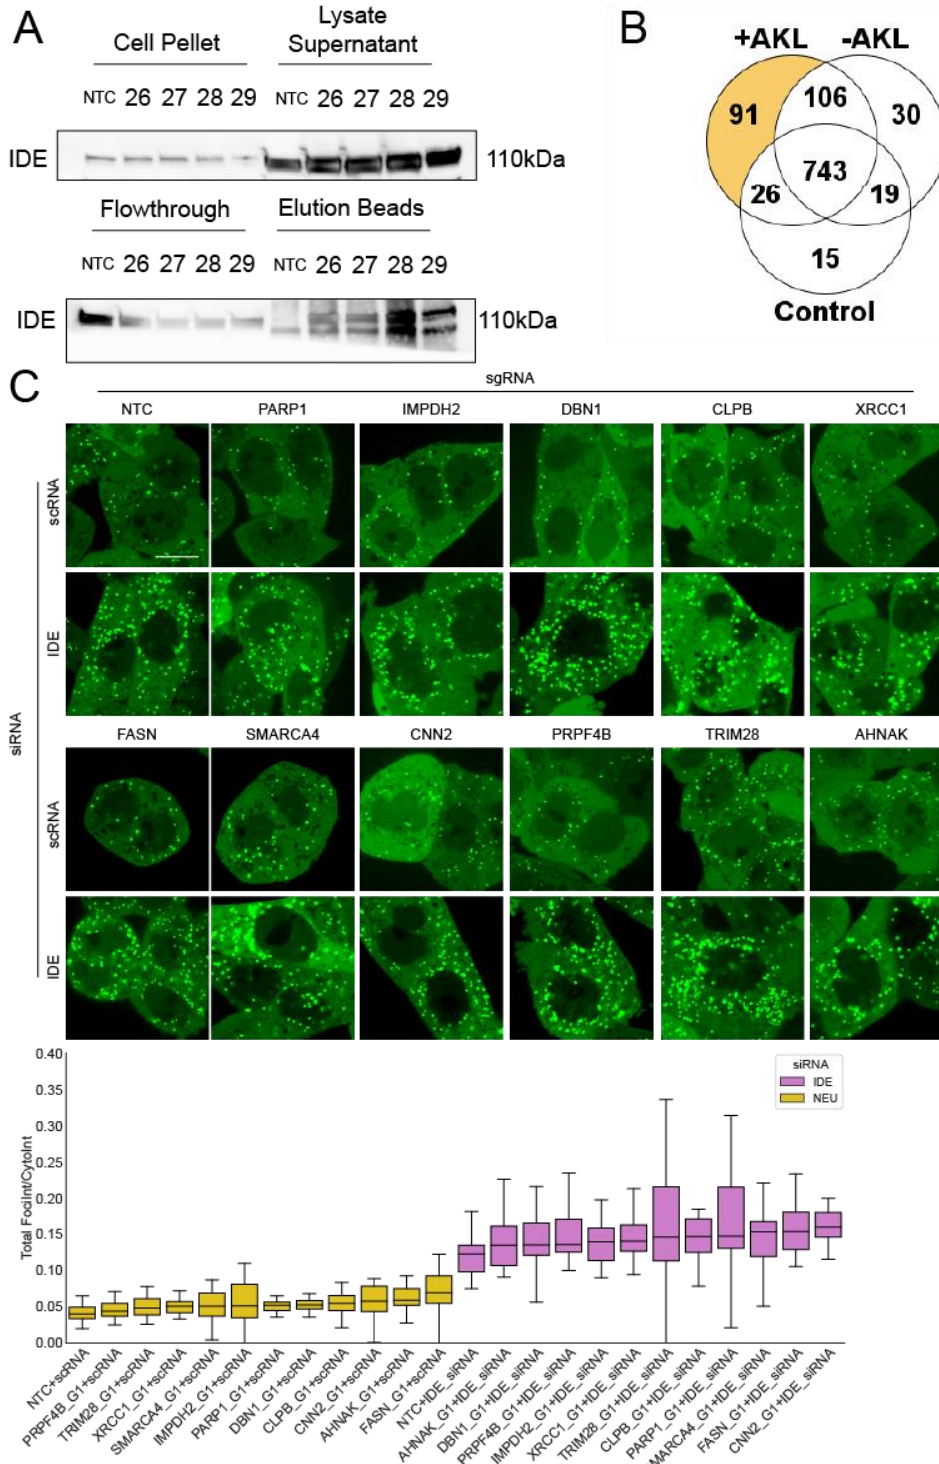 A
Cell Pellet
Lysate
Supernatant
NTC 26 27 28 29
NTC 26 27 28 29
IDE
110kDa
Flowthrough
Elution Beads
NTC 26 27 28 29
NTC 26 27 28 29
IDE
110kDa
B
+AKL
-AKL
91
106
30
743
26
19
15
Control
C
sgRNA
NTC PARP1 IMPDH2 DBN1 CLPB XRCC1
siRNA
scRNA
IDE
FASN SMARCA4 CNN2 PRPF4B TRIM28 AHNAK
scRNA
IDE
Total FociInt/CytoInt
0.40
0.35
0.30
0.25
0.20
0.15
0.10
0.05
0.00
siRNA
IDE
NEU
NTC+scRNA
PRPF4B_G1+scRNA
TRIM28_G1+scRNA
XRCC1_G1+scRNA
SMARCA4_G1+scRNA
IMPDH2_G1+scRNA
PARP1_G1+scRNA
DBN1_G1+scRNA
CLPB_G1+scRNA
CNN2_G1+scRNA
AHNAK_G1+scRNA
FASN_G1+scRNA
NTC+IDE_siRNA
AHNAK_G1+IDE_siRNA
DBN1_G1+IDE_siRNA
PRPF4B_G1+IDE_siRNA
IMPDH2_G1+IDE_siRNA
XRCC1_G1+IDE_siRNA
TRIM28_G1+IDE_siRNA
CLPB_G1+IDE_siRNA
PARP1_G1+IDE_siRNA
SMARCA4_G1+IDE_siRNA
FASN_G1+IDE_siRNA
CNN2_G1+IDE_siRNA